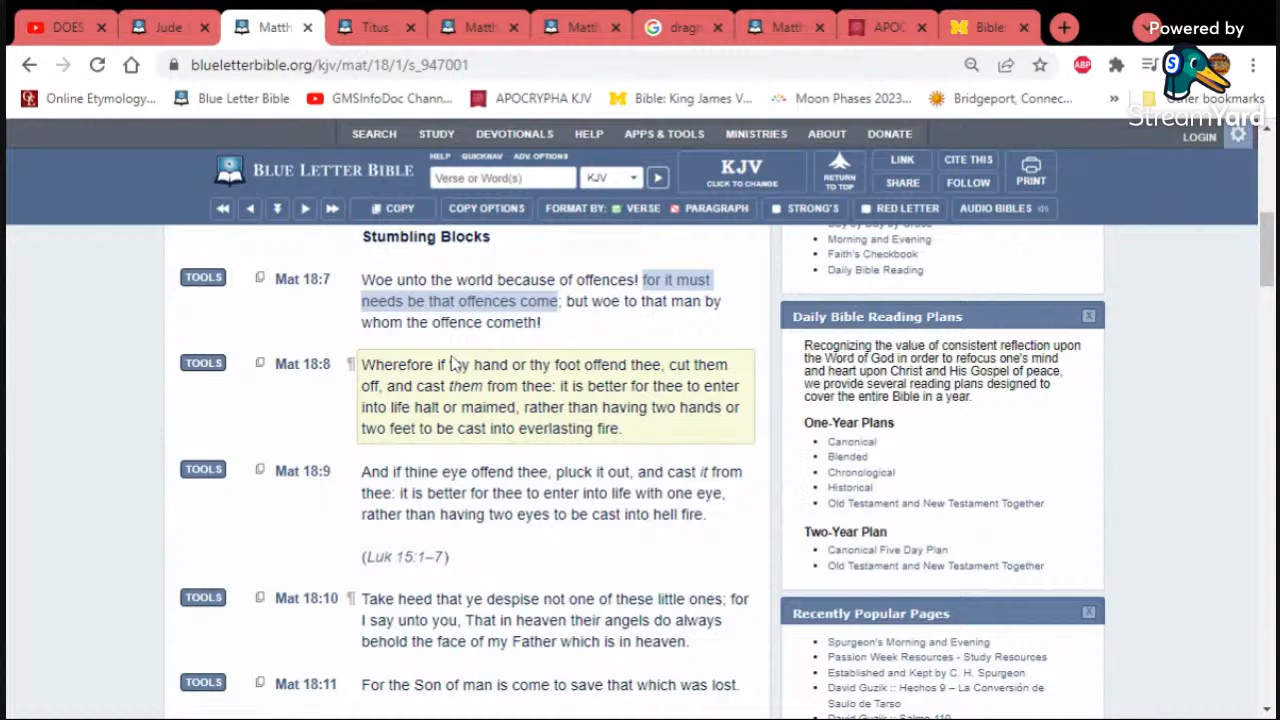 DOES
Jude
Matth
Titus
Matth
Matth
dragn
Matth
APOC
Bible:
Powered by
blueletterbible.org/kjv/mat/18/1/s_947001
ABP
S
StreamYard
Online Etymology...
Blue Letter Bible
GMSInfoDoc Chann...
APOCRYPHA KJV
Bible: King James V...
Moon Phases 2023...
Bridgeport, Connec...
»
Other bookmarks
SEARCH STUDY DEVOTIONALS HELP APPS & TOOLS MINISTRIES ABOUT DONATE LOGIN
BLUE LETTER BIBLE
HELP QUICKNAV ADV. OPTIONS
Verse or Word(s)
KJV
KJV
CLICK TO CHANGE
RETURN
TO TOP
LINK
CITE THIS
SHARE
FOLLOW
PRINT
COPY
COPY OPTIONS
FORMAT BY: VERSE PARAGRAPH
STRONG'S
RED LETTER
AUDIO BIBLES
Stumbling Blocks
TOOLS Mat 18:7 Woe unto the world because of offences! for it must
needs be that offences come; but woe to that man by
whom the offence cometh!
TOOLS Mat 18:8 ¶ Wherefore if thy hand or thy foot offend thee, cut them
off, and cast them from thee: it is better for thee to enter
into life halt or maimed, rather than having two hands or
two feet to be cast into everlasting fire.
TOOLS Mat 18:9 And if thine eye offend thee, pluck it out, and cast it from
thee: it is better for thee to enter into life with one eye,
rather than having two eyes to be cast into hell fire.
(Luk 15:1–7)
TOOLS Mat 18:10 ¶ Take heed that ye despise not one of these little ones; for
I say unto you, That in heaven their angels do always
behold the face of my Father which is in heaven.
TOOLS Mat 18:11 For the Son of man is come to save that which was lost.
Day by Day by Grace
Morning and Evening
Faith's Checkbook
Daily Bible Reading
Daily Bible Reading Plans
Recognizing the value of consistent reflection upon
the Word of God in order to refocus one's mind
and heart upon Christ and His Gospel of peace,
we provide several reading plans designed to
cover the entire Bible in a year.
One-Year Plans
Canonical
Blended
Chronological
Historical
Old Testament and New Testament Together
Two-Year Plan
Canonical Five Day Plan
Old Testament and New Testament Together
Recently Popular Pages
Spurgeon's Morning and Evening
Passion Week Resources - Study Resources
Established and Kept by C. H. Spurgeon
David Guzik :: Hechos 9 – La Conversión de
Saulo de Tarso
David Guzik :: Salmo 119